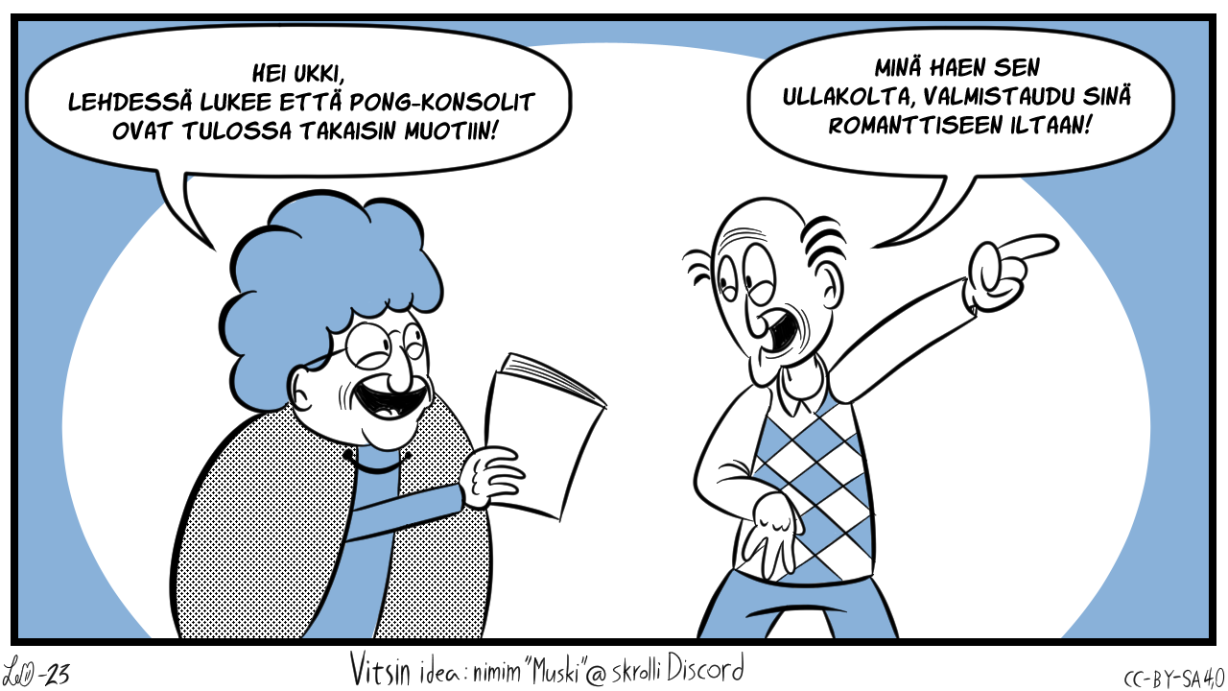 HEI UKKI,
LEHDESSÄ LUKEE ETTÄ PONG-KONSOLIT
OVAT TULOSSA TAKAISIN MUOTIIN!
MINÄ HAEN SEN
ULLAKOLTA, VALMISTAUDU SINÄ
ROMANTTISEEN ILTAAN!
-23
Vitsin idea: nimim "Muski"@ skrolli Discord
CC-BY-SA 4,0